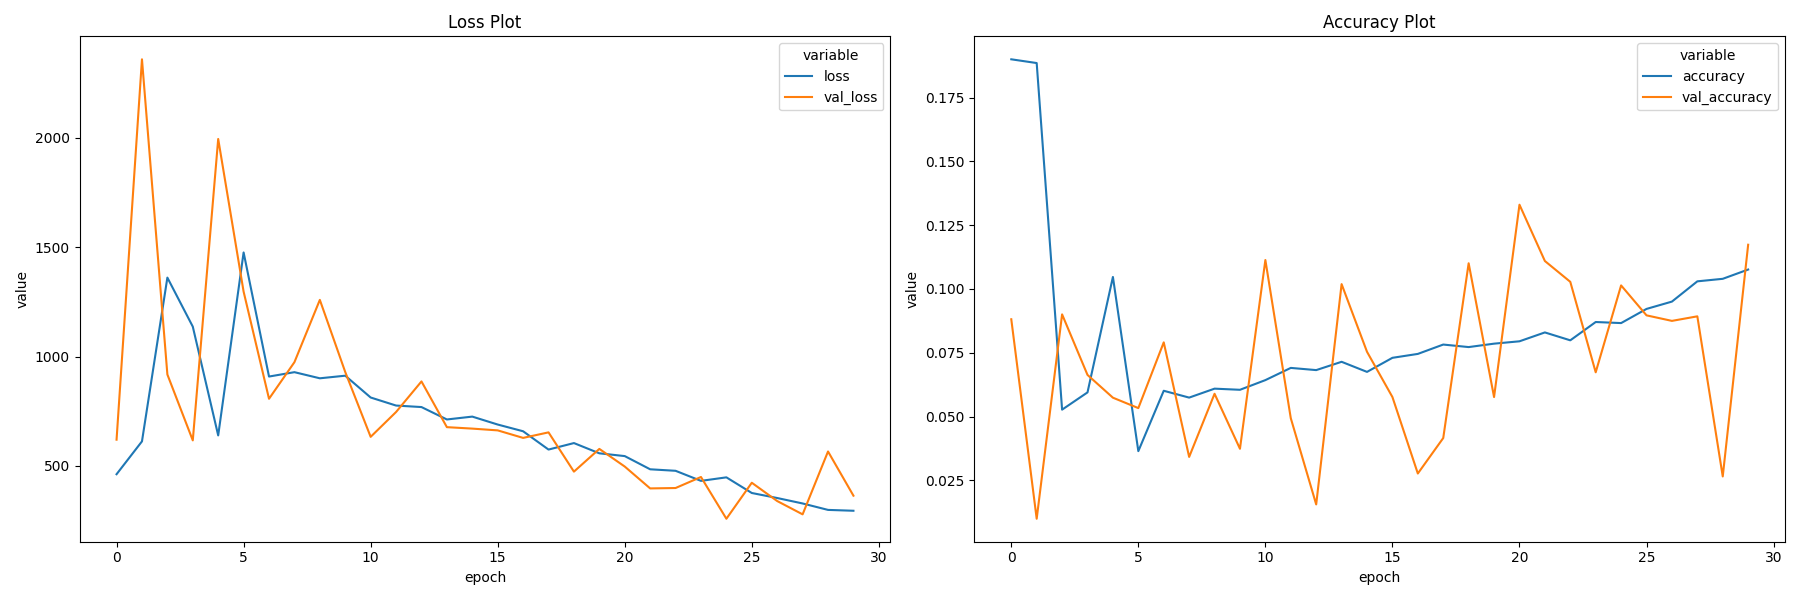 Loss Plot
variable
loss
val_loss
2000
1500
1000
500
value
0 5 10 15 20 25 30
epoch
Accuracy Plot
variable
accuracy
val_accuracy
0.175
0.150
0.125
0.100
0.075
0.050
0.025
value
0 5 10 15 20 25 30
epoch